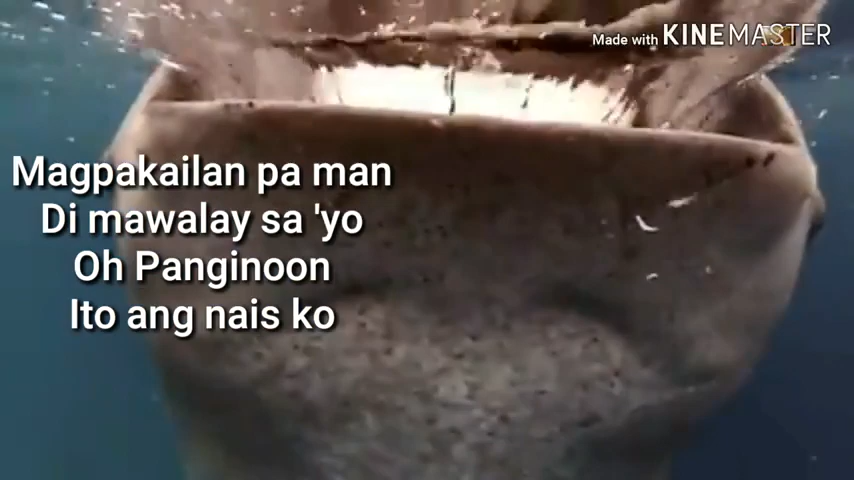 Made with KINEMASTER
Magpakailan pa man
Di mawalay sa 'yo
Oh Panginoon
Ito ang nais ko